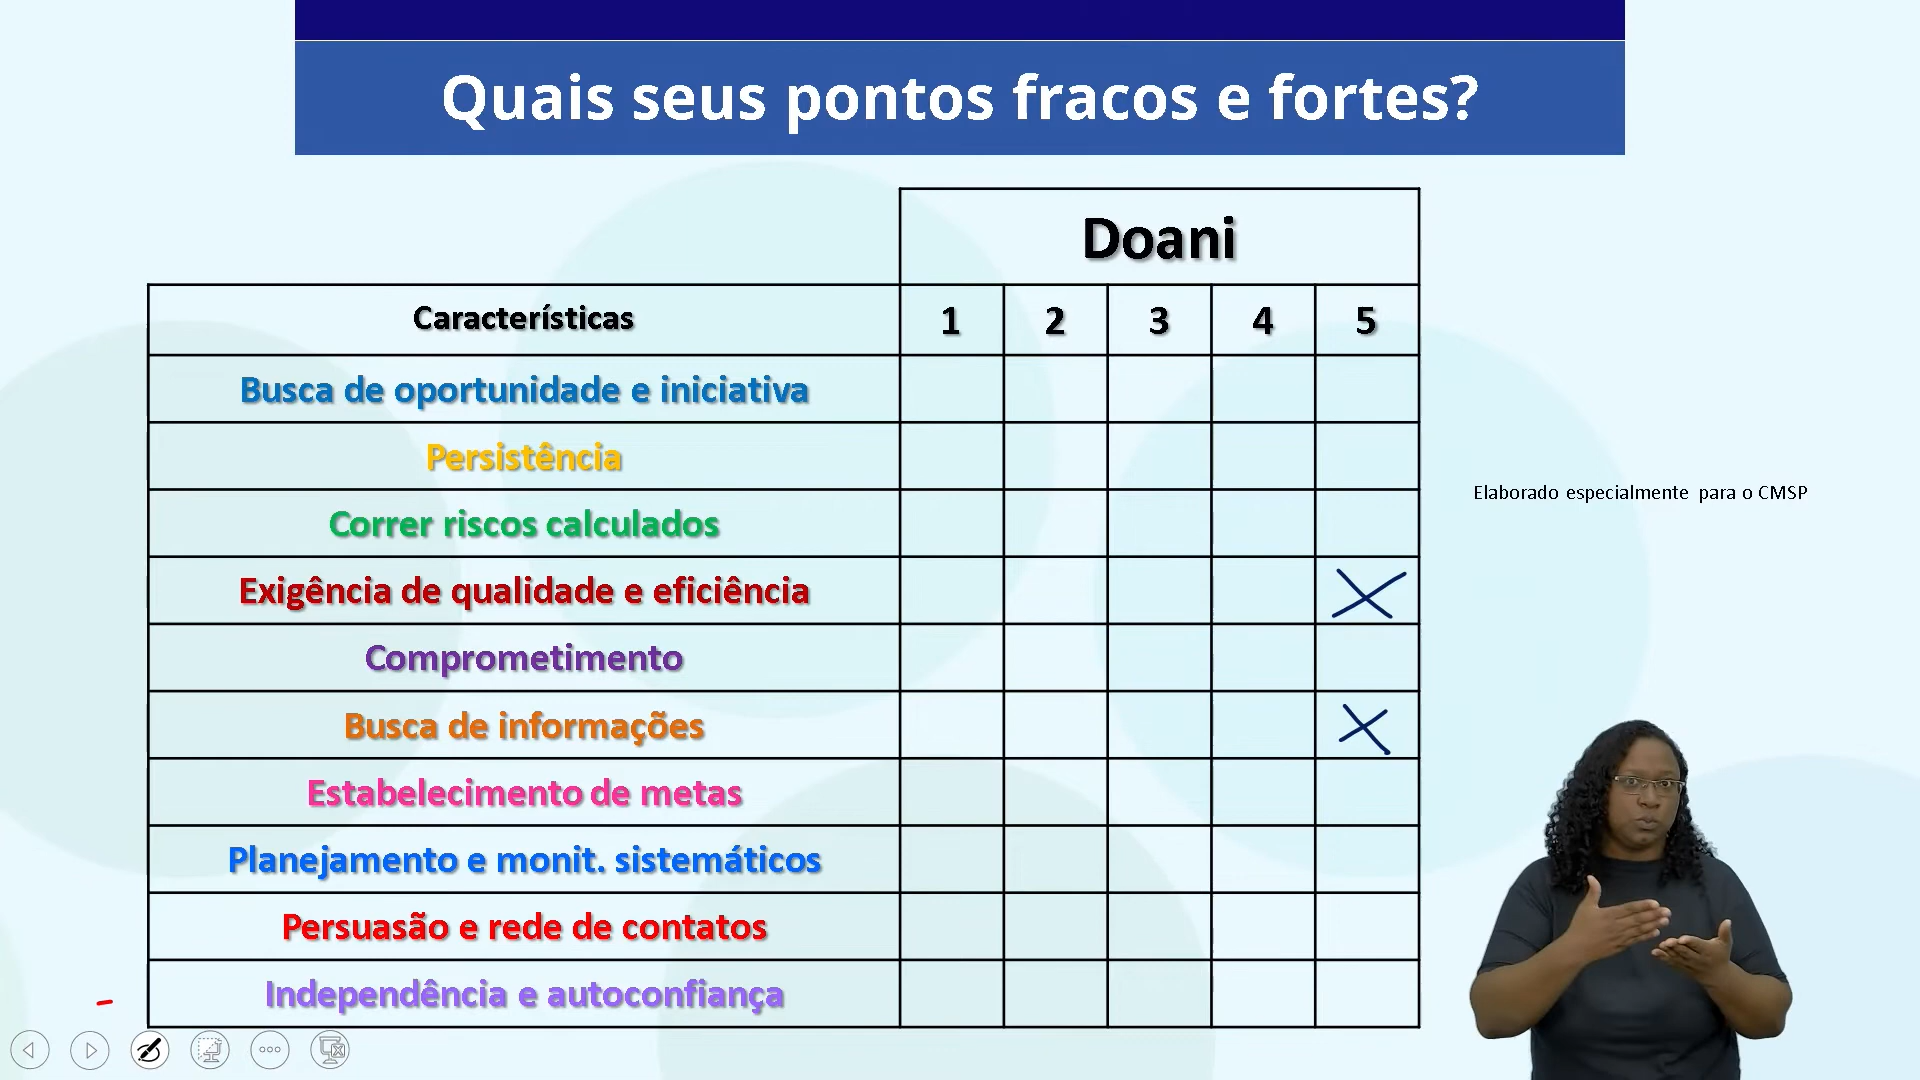 Quais seus pontos fracos e fortes?
Doani
Características 1 2 3 4 5
Busca de oportunidade e iniciativa
Persistência
Elaborado especialmente para o CMSP
Correr riscos calculados
Exigência de qualidade e eficiência X
Comprometimento
Busca de informações X
Estabelecimento de metas
Planejamento e monit. sistemáticos
Persuasão e rede de contatos
Independência e autoconfiança